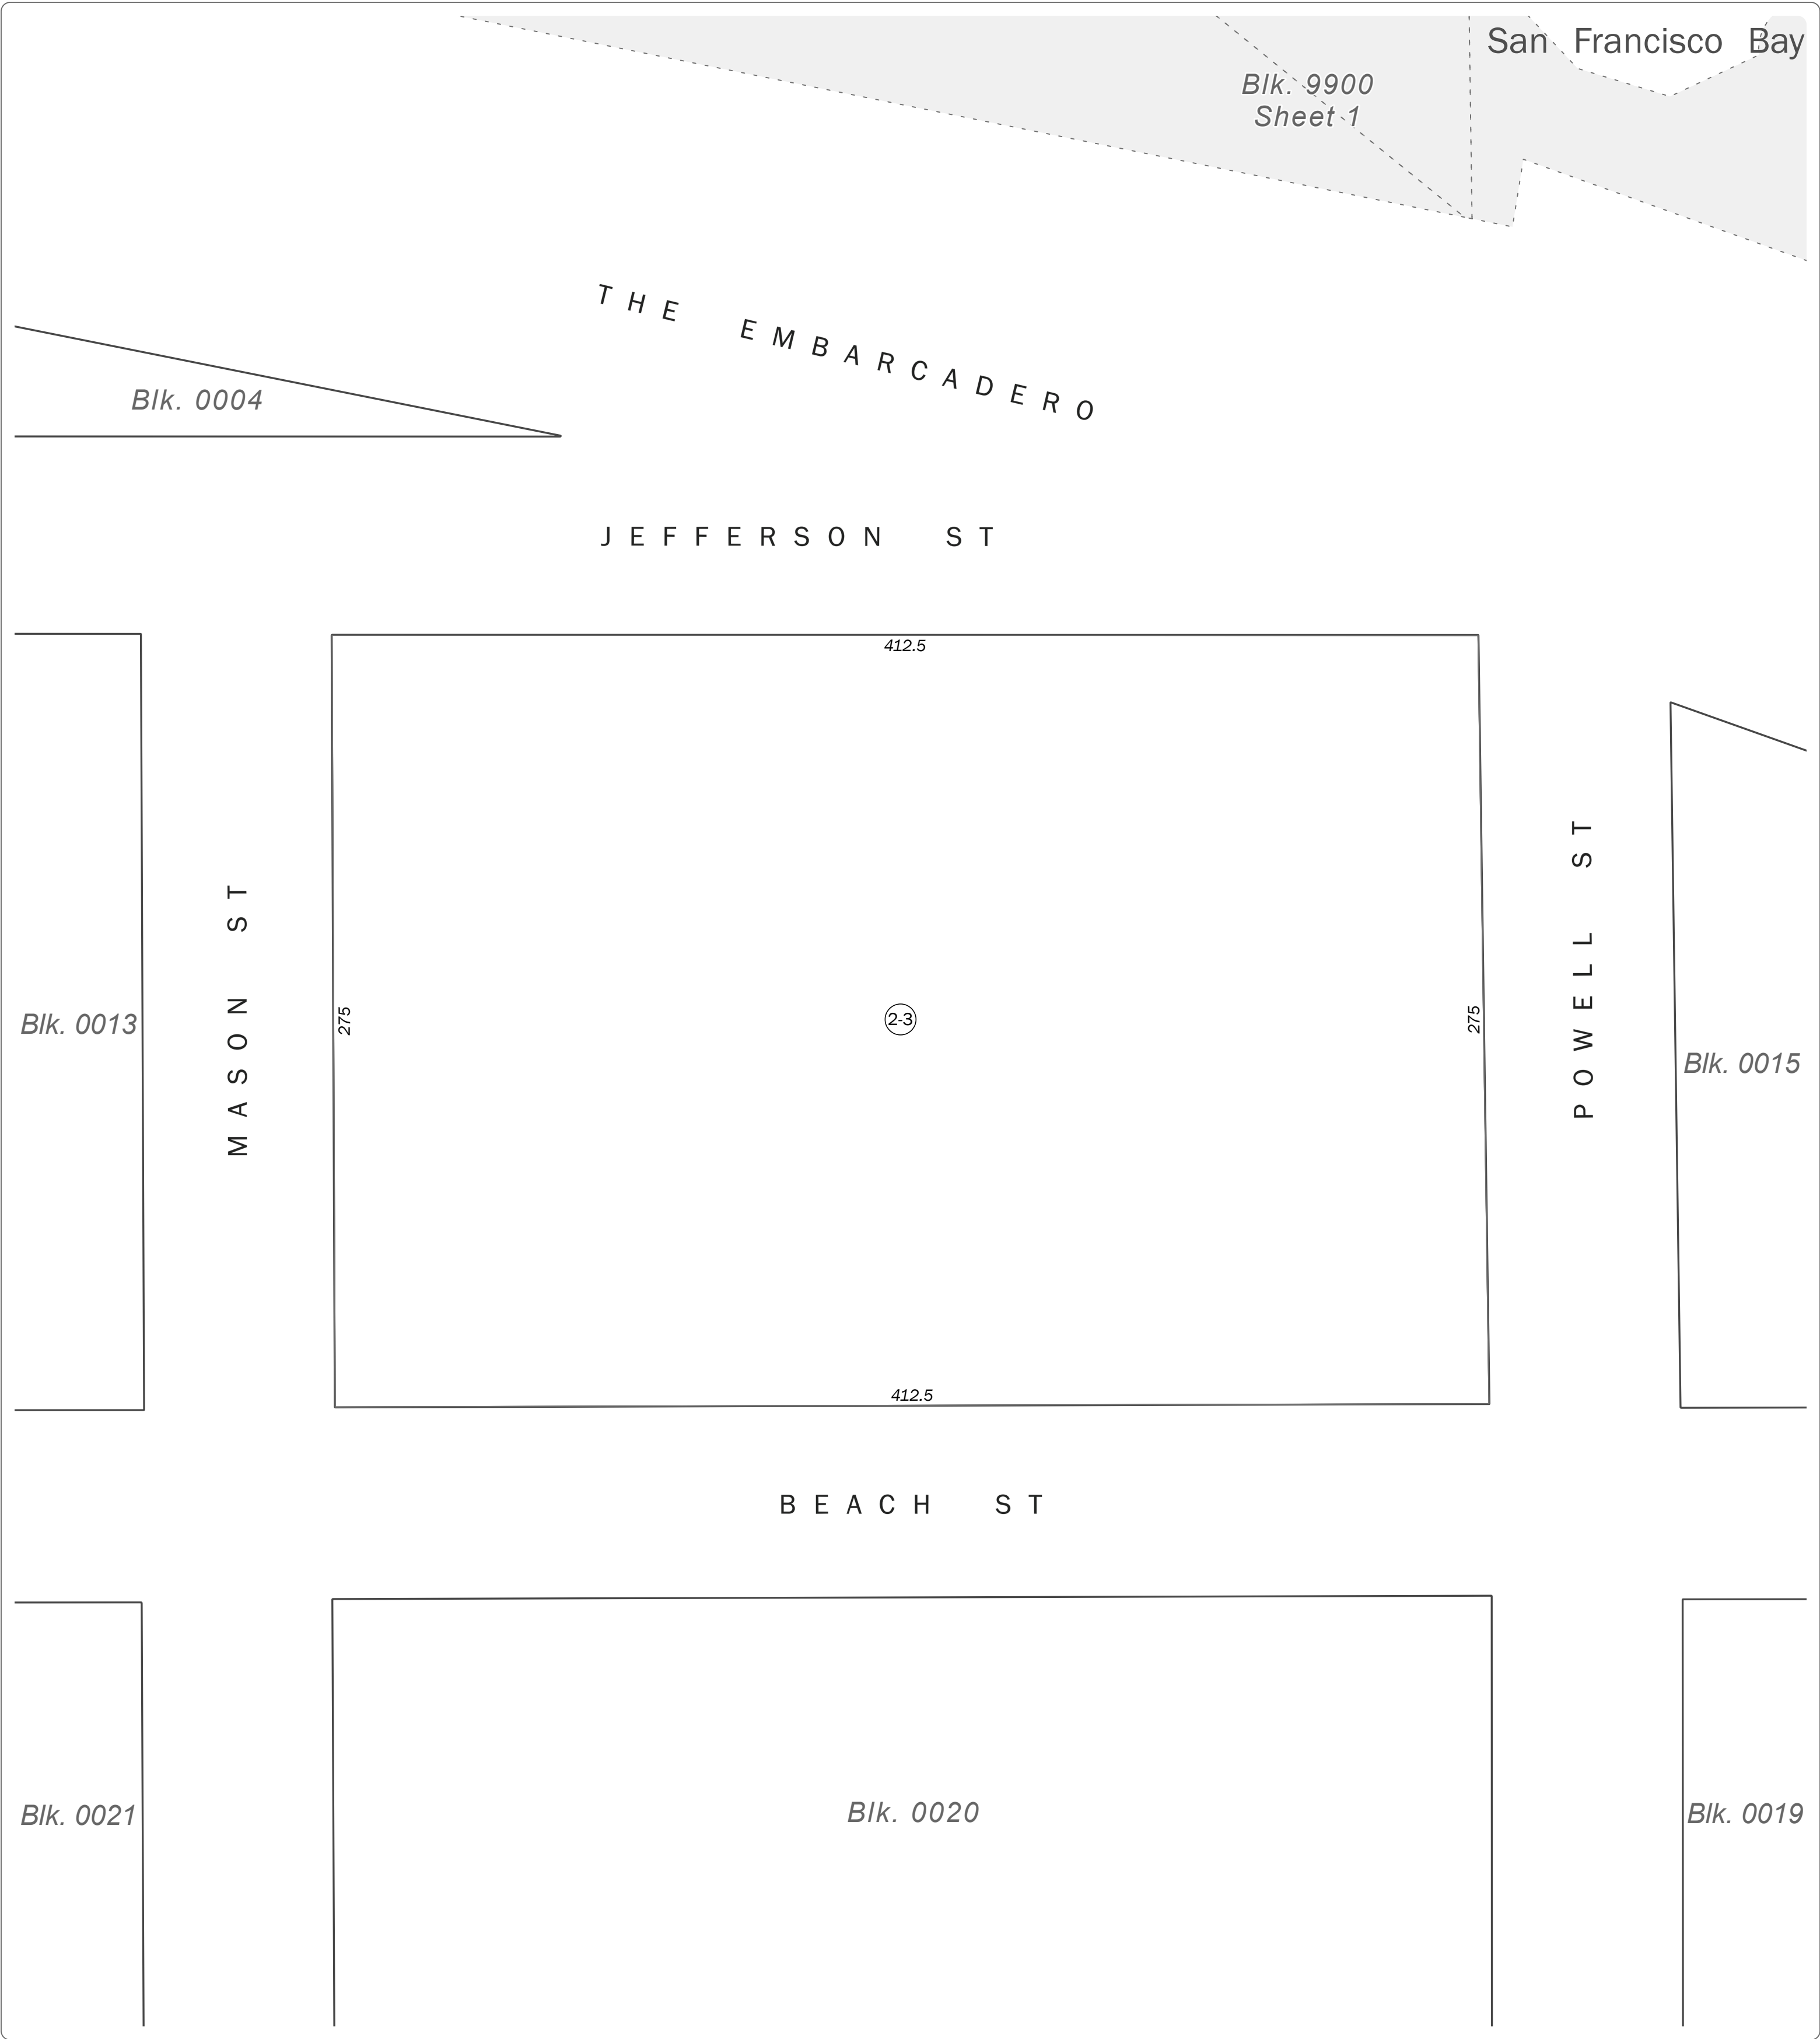 San Francisco Bay
Blk. 9900
Sheet 1
THE EMBARCADERO
Blk. 0004
JEFFERSON ST
412.5
MASON ST
POWELL ST
Blk. 0013
275
2-3
275
Blk. 0015
412.5
BEACH ST
Blk. 0021
Blk. 0020
Blk. 0019